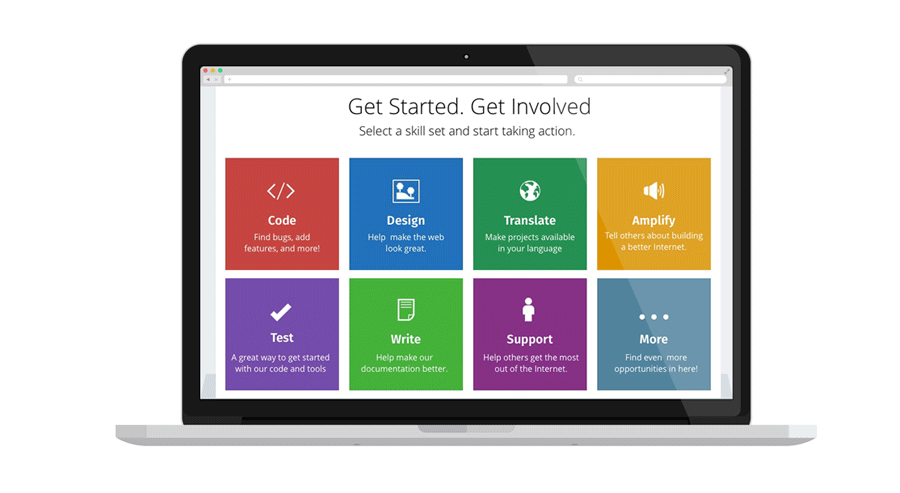 Get Started. Get Involved
Select a skill set and start taking action.
Code
Find bugs, add
features, and more!
Design
Help make the web
look great.
Translate
Make projects available
in your language
Amplify
Tell others about building
a better Internet.
Test
A great way to get started
with our code and tools
Write
Help make our
documentation better.
Support
Help others get the most
out of the Internet.
More
Find even more
opportunities in here!